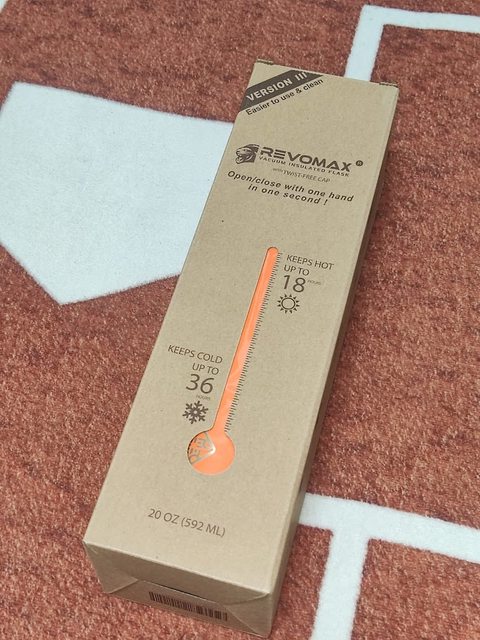 VERSION III
Easier to use & clean
REVOMAX®
VACUUM INSULATED FLASK
with TWIST-FREE CAP
Open/close with one hand
in one second !
KEEPS HOT
UP TO
18 HOURS
KEEPS COLD
UP TO
36
HOURS
20 OZ (592 ML)